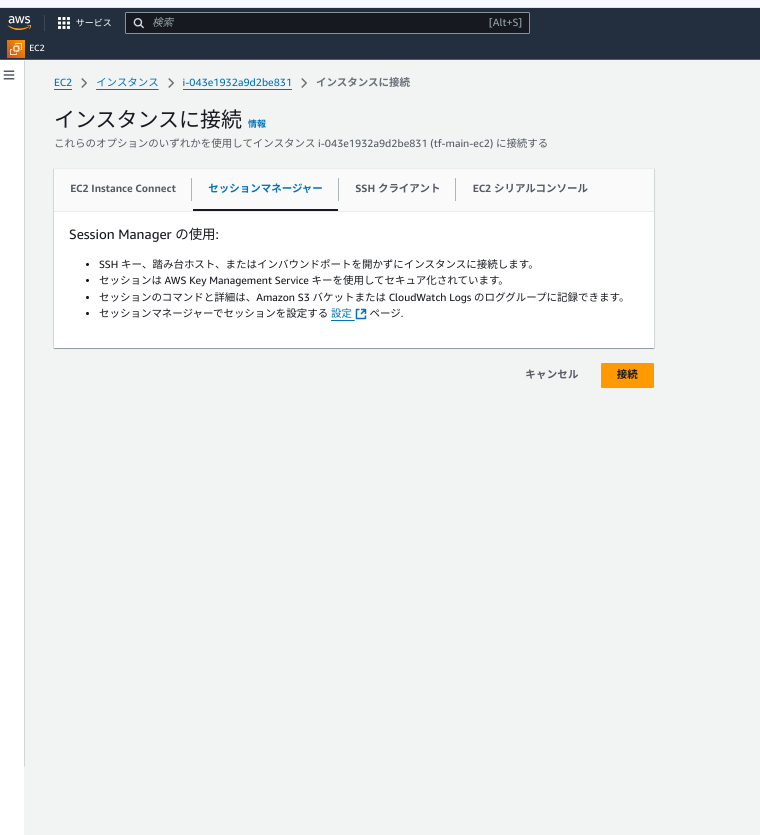 aws サービス 検索 [Alt+S]
EC2
EC2 インスタンス i-043e1932a9d2be831 インスタンスに接続
インスタンスに接続 情報
これらのオプションのいずれかを使用してインスタンス i-043e1932a9d2be831 (tf-main-ec2) に接続する
EC2 Instance Connect セッションマネージャー SSH クライアント EC2 シリアルコンソール
Session Manager の使用:
• SSH キー、踏み台ホスト、またはインバウンドポートを開かずにインスタンスに接続します。
• セッションは AWS Key Management Service キーを使用してセキュア化されています。
• セッションのコマンドと詳細は、Amazon S3 バケットまたは CloudWatch Logs のロググループに記録できます。
• セッションマネージャーでセッションを設定する 設定 ページ.
キャンセル 接続